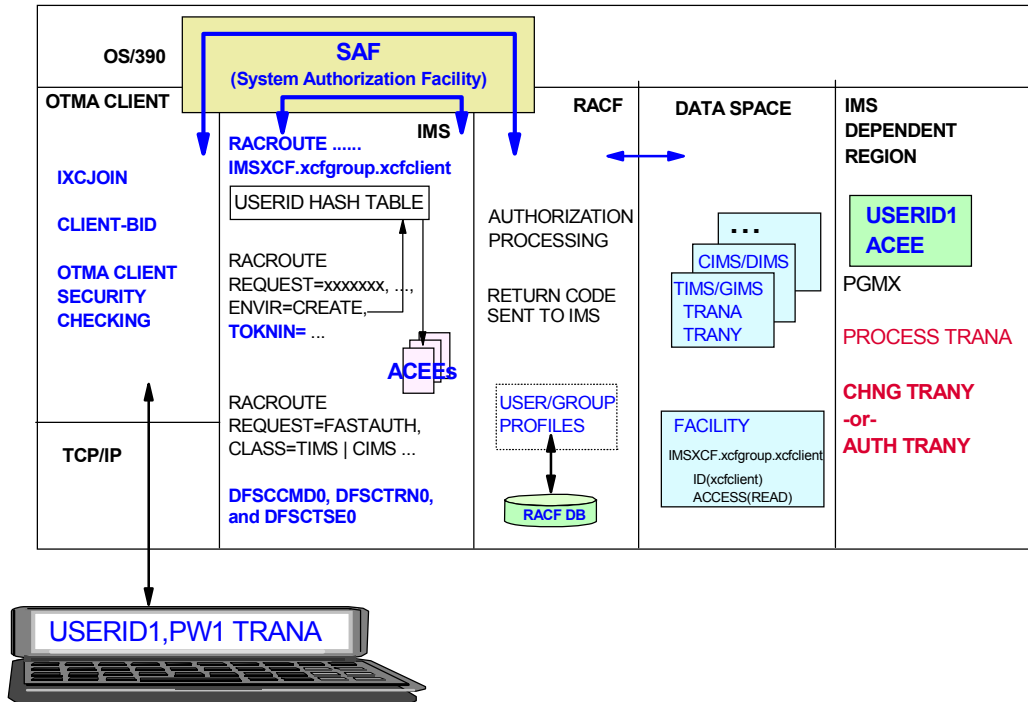 OS/390
SAF
(System Authorization Facility)
OTMA CLIENT
IXCJOIN
CLIENT-BID
OTMA CLIENT
SECURITY
CHECKING
TCP/IP
IMS
RACROUTE ......
IMSXCF.xcfgroup.xcfclient
USERID HASH TABLE
RACROUTE
REQUEST=xxxxxxx, ...,
ENVIR=CREATE,
TOKNIN= ...
ACEEs
RACROUTE
REQUEST=FASTAUTH,
CLASS=TIMS | CIMS ...
DFSCCMD0, DFSCTRN0,
and DFSCTSE0
RACF
AUTHORIZATION
PROCESSING
RETURN CODE
SENT TO IMS
USER/GROUP
PROFILES
RACF DB
DATA SPACE
...
CIMS/DIMS
TIMS/GIMS
TRANA
TRANY
FACILITY
IMSXCF.xcfgroup.xcfclient
ID(xcfclient)
ACCESS(READ)
IMS
DEPENDENT
REGION
USERID1
ACEE
PGMX
PROCESS TRANA
CHNG TRANY
-or-
AUTH TRANY
USERID1,PW1 TRANA